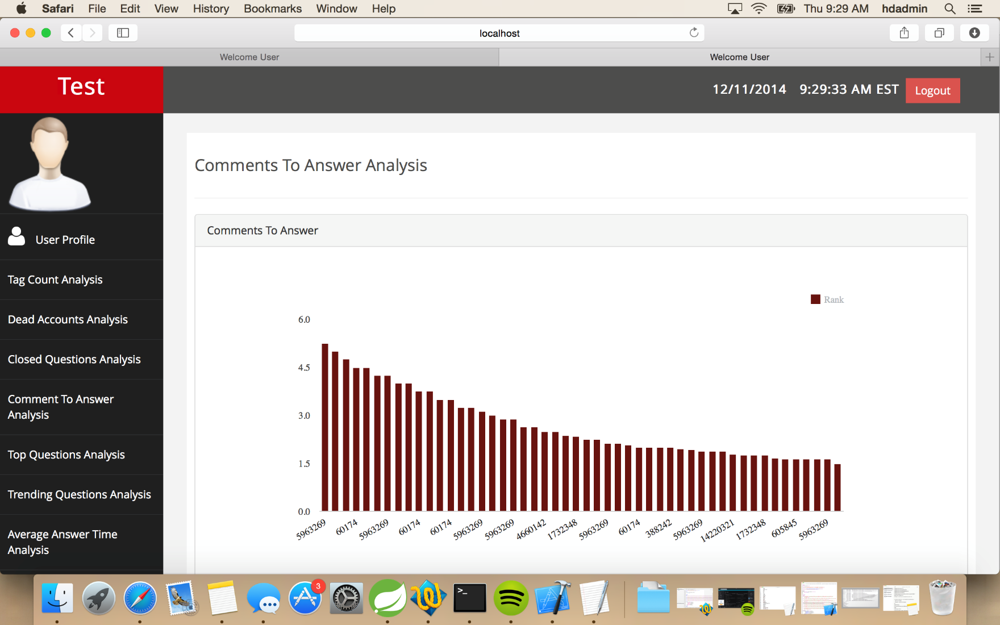 Safari File Edit View History Bookmarks Window Help Thu 9:29 AM hdadmin
localhost
Welcome User Welcome User
Test
12/11/2014 9:29:33 AM EST Logout
Comments To Answer Analysis
Comments To Answer
User Profile
Tag Count Analysis
Dead Accounts Analysis
Closed Questions Analysis
Comment To Answer
Analysis
Top Questions Analysis
Trending Questions Analysis
Average Answer Time
Analysis
Rank
6.0
4.5
3.0
1.5
0.0
5963269 60174 5963269 60174 60174 5963269 5963269 4660142 1732348 5963269 60174 388242 5963269 14220321 1732348 605845 5963269
3
>_